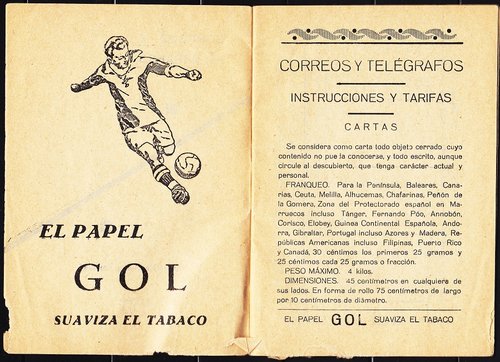 EL PAPEL
GOL
SUAVIZA EL TABACO
CORREOS Y TELÉGRAFOS
INSTRUCCIONES Y TARIFAS
CARTAS
Se considera como carta todo objeto cerrado cuyo
contenido no pue la conocerse, y todo escrito, aunque
circule al descubierto, que tenga carácter actual y
personal.
FRANQUEO. Para la Península, Baleares, Cana-
rias, Ceuta, Melilla, Alhucemas, Chafarinas, Peñón de
la Gomera, Zona del Protectorado español en Ma-
rruecos incluso Tánger, Fernando Póo, Annobón,
Corisco, Elobey, Guinea Continental Española, Ando-
rra, Gibraltar, Portugal incluso Azores y Madera, Re-
públicas Americanas incluso Filipinas, Puerto Rico
y Canadá, 30 céntimos los primeros 25 gramos y
25 céntimos cada 25 gramos o fracción.
PESO MÁXIMO. 4 kilos.
DIMENSIONES. 45 centímetros en cualquiera de
sus lados. En forma de rollo 75 centímetros de largo
por 10 centímetros de diámetro.
EL PAPEL GOL SUAVIZA EL TABACO